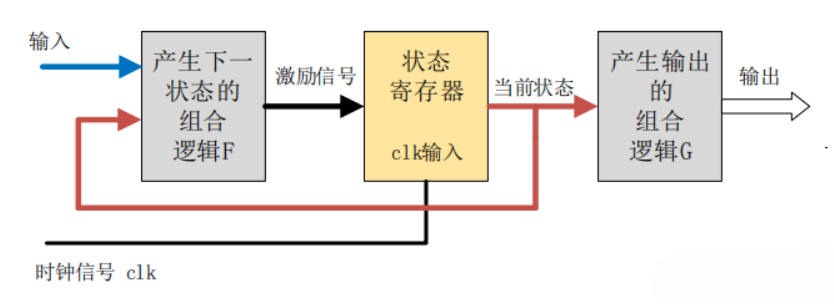 输入
产生下一
状态的
组合
逻辑F
激励信号
状态
寄存器
clk输入
当前状态
产生输出
的
组合
逻辑G
输出
时钟信号 clk